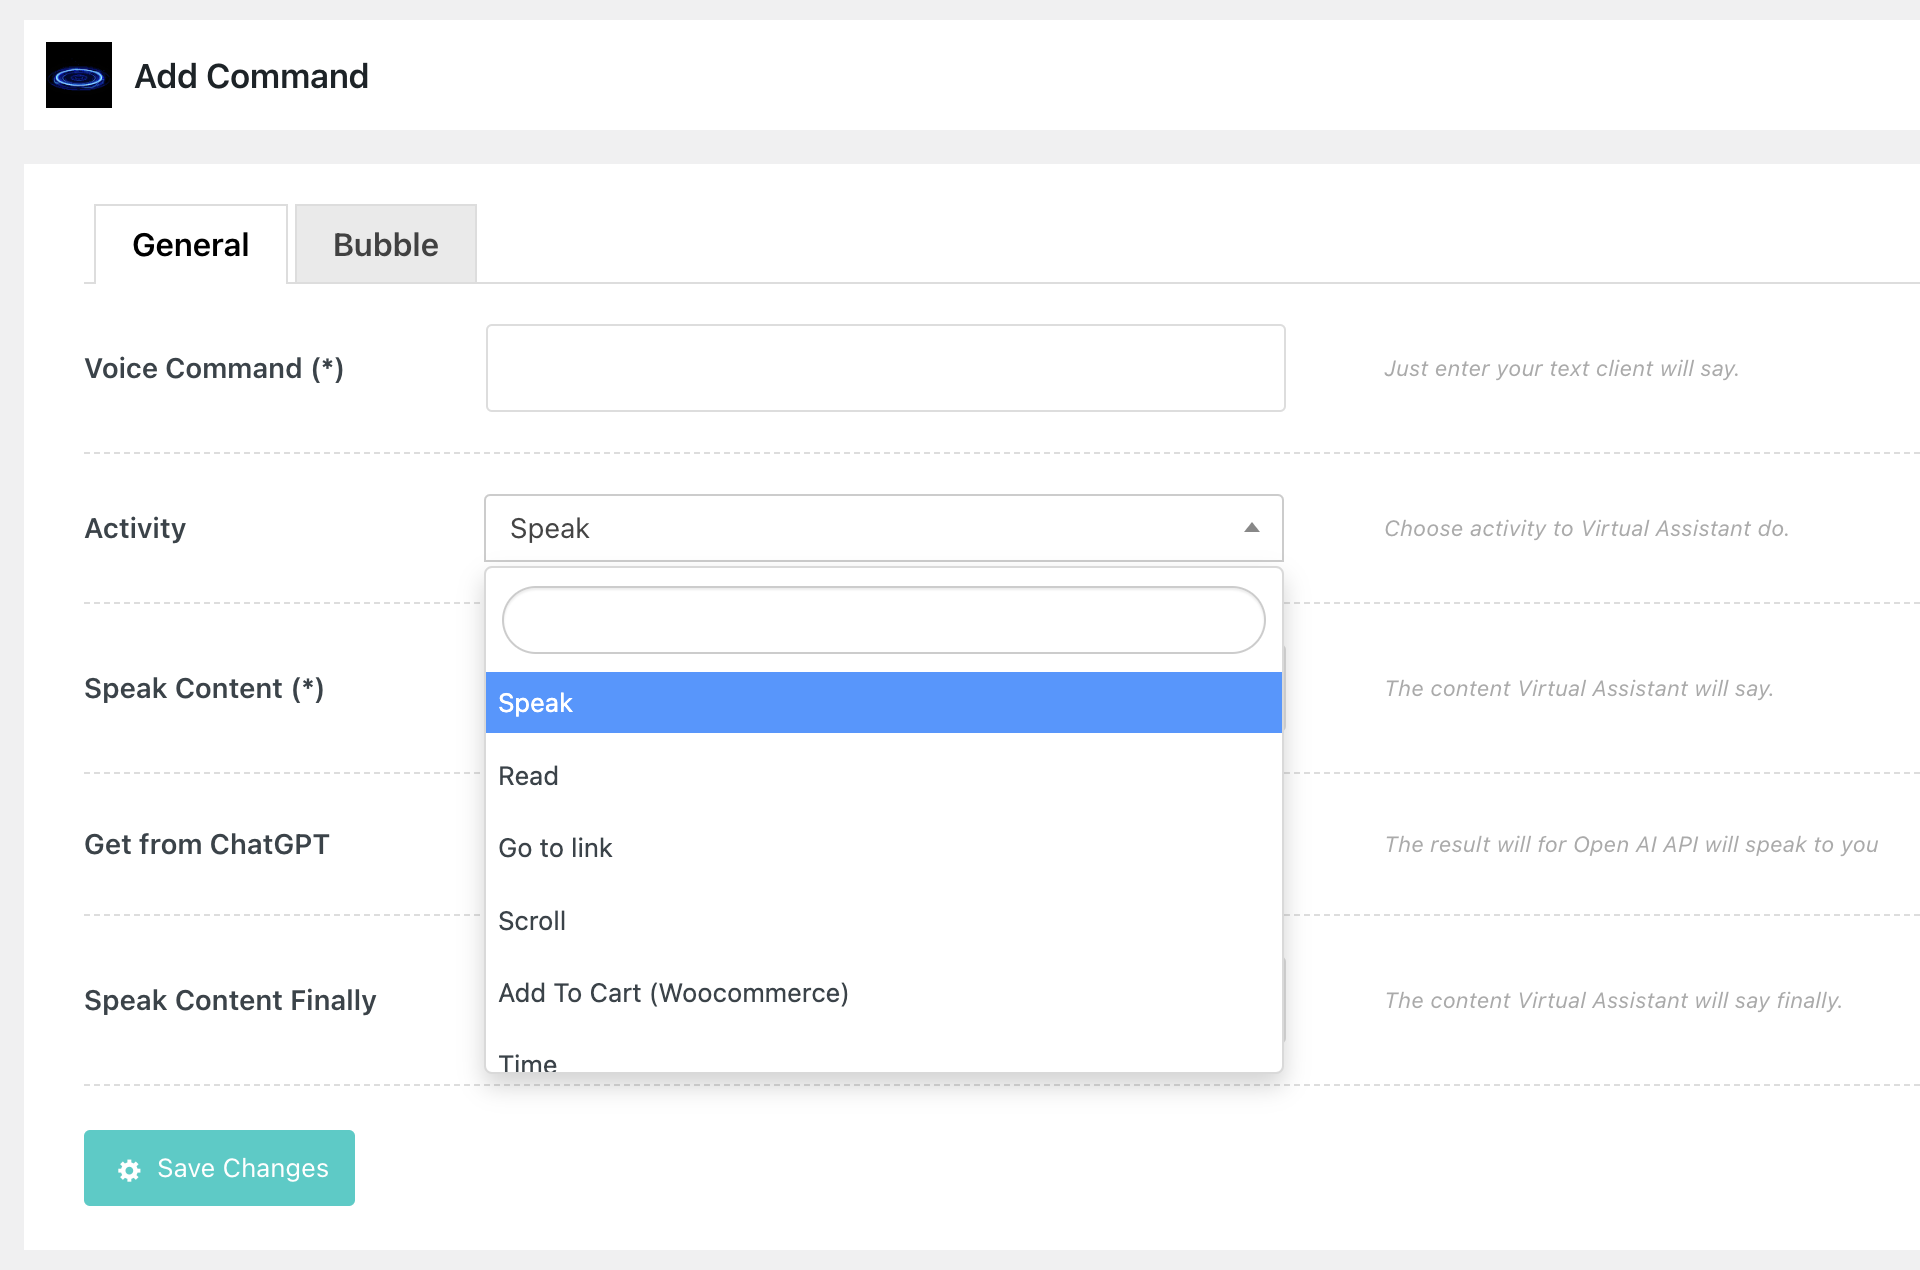 Add Command
General
Bubble
Voice Command (*)
Just enter your text client will say.
Activity
Speak
Choose activity to Virtual Assistant do.
Speak
Read
Go to link
Scroll
Add To Cart (Woocommerce)
Time
Speak Content (*)
The content Virtual Assistant will say.
Get from ChatGPT
The result will for Open AI API will speak to you
Speak Content Finally
The content Virtual Assistant will say finally.
Save Changes